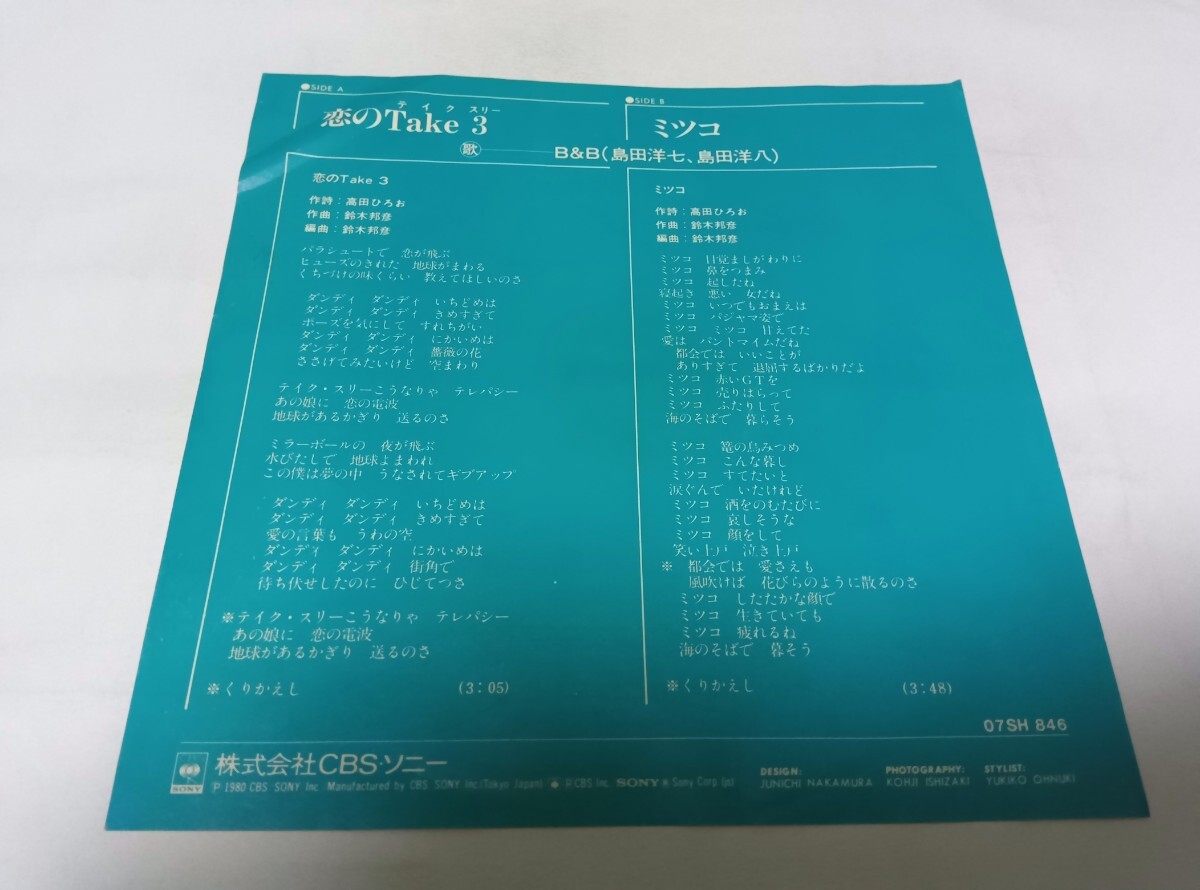 ●SIDE A
テイク スリー
恋のTake 3
●SIDE B
ミツコ
歌 B&B(島田洋七、島田洋八)
恋のTake 3
作詩：高田ひろお
作曲：鈴木邦彦
編曲：鈴木邦彦
パラシュートで 恋が飛ぶ
ヒューズのきれた 地球がまわる
くちづけの味くらい 教えてほしいのさ
ダンディ ダンディ いちどめは
ダンディ ダンディ きめすぎて
ポーズを気にして すれちがい
ダンディ ダンディ にかいめは
ダンディ ダンディ 薔薇の花
ささげてみたいけど 空まわり
テイク・スリーこうなりゃ テレパシー
あの娘に 恋の電波
地球があるかぎり 送るのさ
ミラーボールの 夜が飛ぶ
水びたして 地球よまわれ
この僕は夢の中 うなされてギブアップ
ダンディ ダンディ いちどめは
ダンディ ダンディ きめすぎて
愛の言葉も うわの空
ダンディ ダンディ にかいめは
ダンディ ダンディ 街角で
待ち伏せしたのに ひじてつさ
※テイク・スリーこうなりゃ テレパシー
あの娘に 恋の電波
地球があるかぎり 送るのさ
※くりかえし (3:05)
ミツコ
作詩：高田ひろお
作曲：鈴木邦彦
編曲：鈴木邦彦
ミツコ 目覚ましがわりに
ミツコ 鼻をつまみ
ミツコ 起したね
寝起き 悪い 女だね
ミツコ いつでもおまえは
ミツコ パジャマ姿で
ミツコ ミツコ 甘えてた
愛は パントマイムだね
都会では いいことが
ありすぎて 退屈するばかりだよ
ミツコ 赤いGTを
ミツコ 売りはらって
ミツコ ふたりして
海のそばで 暮らそう
ミツコ 篭の鳥みつめ
ミツコ こんな暮し
ミツコ すてたいと
涙ぐんで いたけれど
ミツコ 酒をのむたびに
ミツコ 哀しそうな
ミツコ 顔をして
笑い上戸 泣き上戸
※ 都会では 愛さえも
風吹けば 花びらのように散るのさ
ミツコ したたかな顔で
ミツコ 生きていても
ミツコ 疲れるね
海のそばで 暮そう
※くりかえし (3:48)
07SH 846
SONY
株式会社CBS・ソニー
Ⓟ 1980 CBS SONY Inc. Manufactured by CBS SONY Inc/(Tokyo Japan) ● ®CBS Inc. SONY ※ Sony Corp (jis)
DESIGN:
JUNICHI NAKAMURA
PHOTOGRAPHY:
KOHJI ISHIZAKI
STYLIST:
YUKIKO OHNUKI